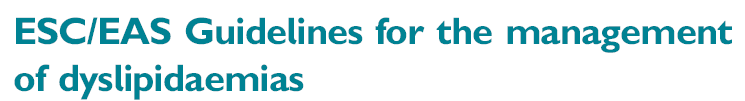 ESC/EAS Guidelines for the management
of dyslipidaemias